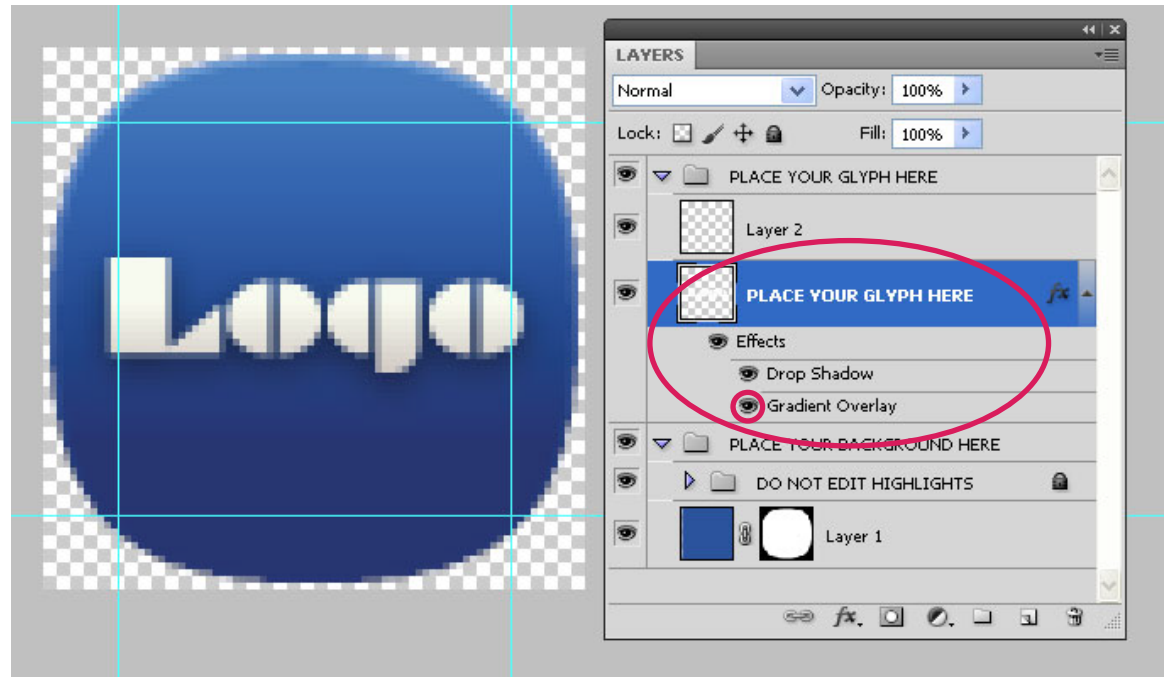 Logo
LAYERS
Normal Opacity: 100%
Lock: Fill: 100%
PLACE YOUR GLYPH HERE
Layer 2
PLACE YOUR GLYPH HERE fx
Effects
Drop Shadow
Gradient Overlay
PLACE YOUR BACKGROUND HERE
DO NOT EDIT HIGHLIGHTS
Layer 1
fx.